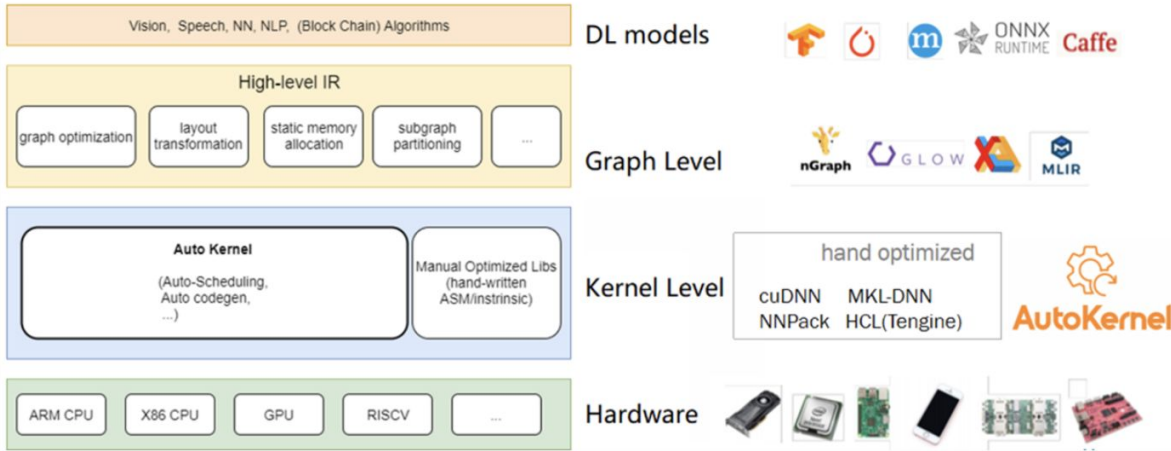 Vision, Speech, NN, NLP, (Block Chain) Algorithms
DL models
m
ONNX
RUNTIME
Caffe
High-level IR
graph optimization
layout
transformation
static memory
allocation
subgraph
partitioning
...
Graph Level
nGraph
GLOW
MLIR
Auto Kernel
(Auto-Scheduling,
Auto codegen,
...)
Manual Optimized Libs
(hand-written
ASM/instrinsic)
Kernel Level
hand optimized
cuDNN MKL-DNN
NNPack HCL(Tengine)
AutoKernel
ARM CPU
X86 CPU
GPU
RISCV
...
Hardware